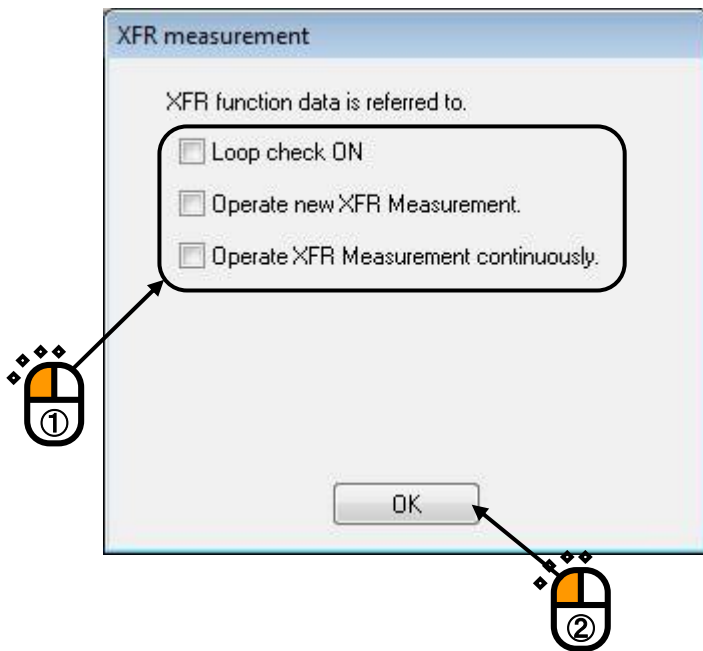 XFR measurement
XFR function data is referred to.
Loop check ON
Operate new XFR Measurement.
Operate XFR Measurement continuously.
①
OK
②